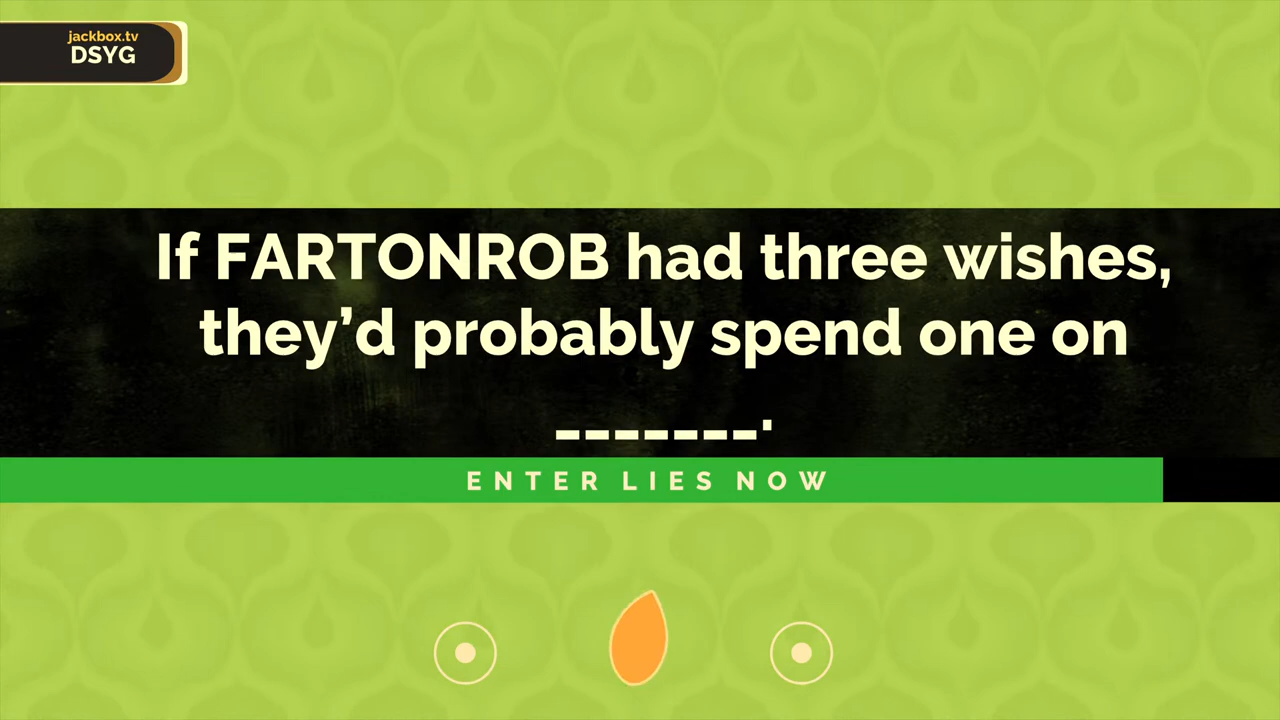 jackbox.tv
DSYG
If FARTONROB had three wishes,
they’d probably spend one on
_______.
ENTER LIES NOW